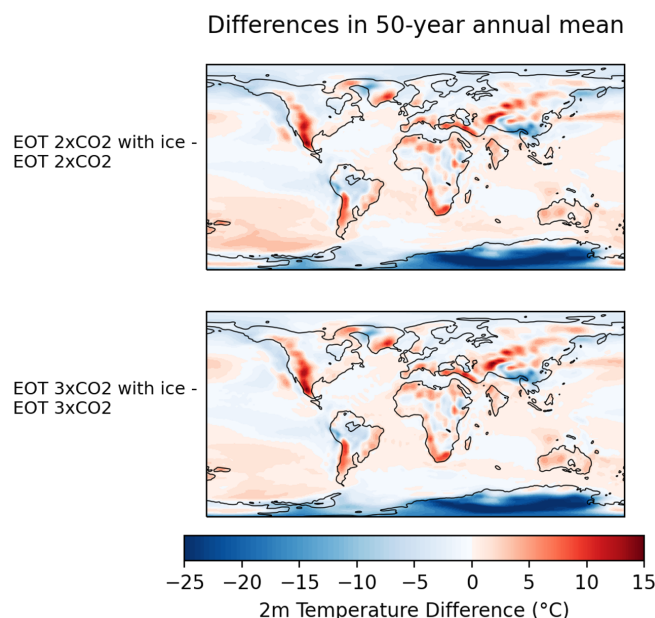 Differences in 50-year annual mean
EOT 2xCO2 with ice -
EOT 2xCO2
EOT 3xCO2 with ice -
EOT 3xCO2
−25 −20 −15 −10 −5 0 5 10 15
2m Temperature Difference (°C)